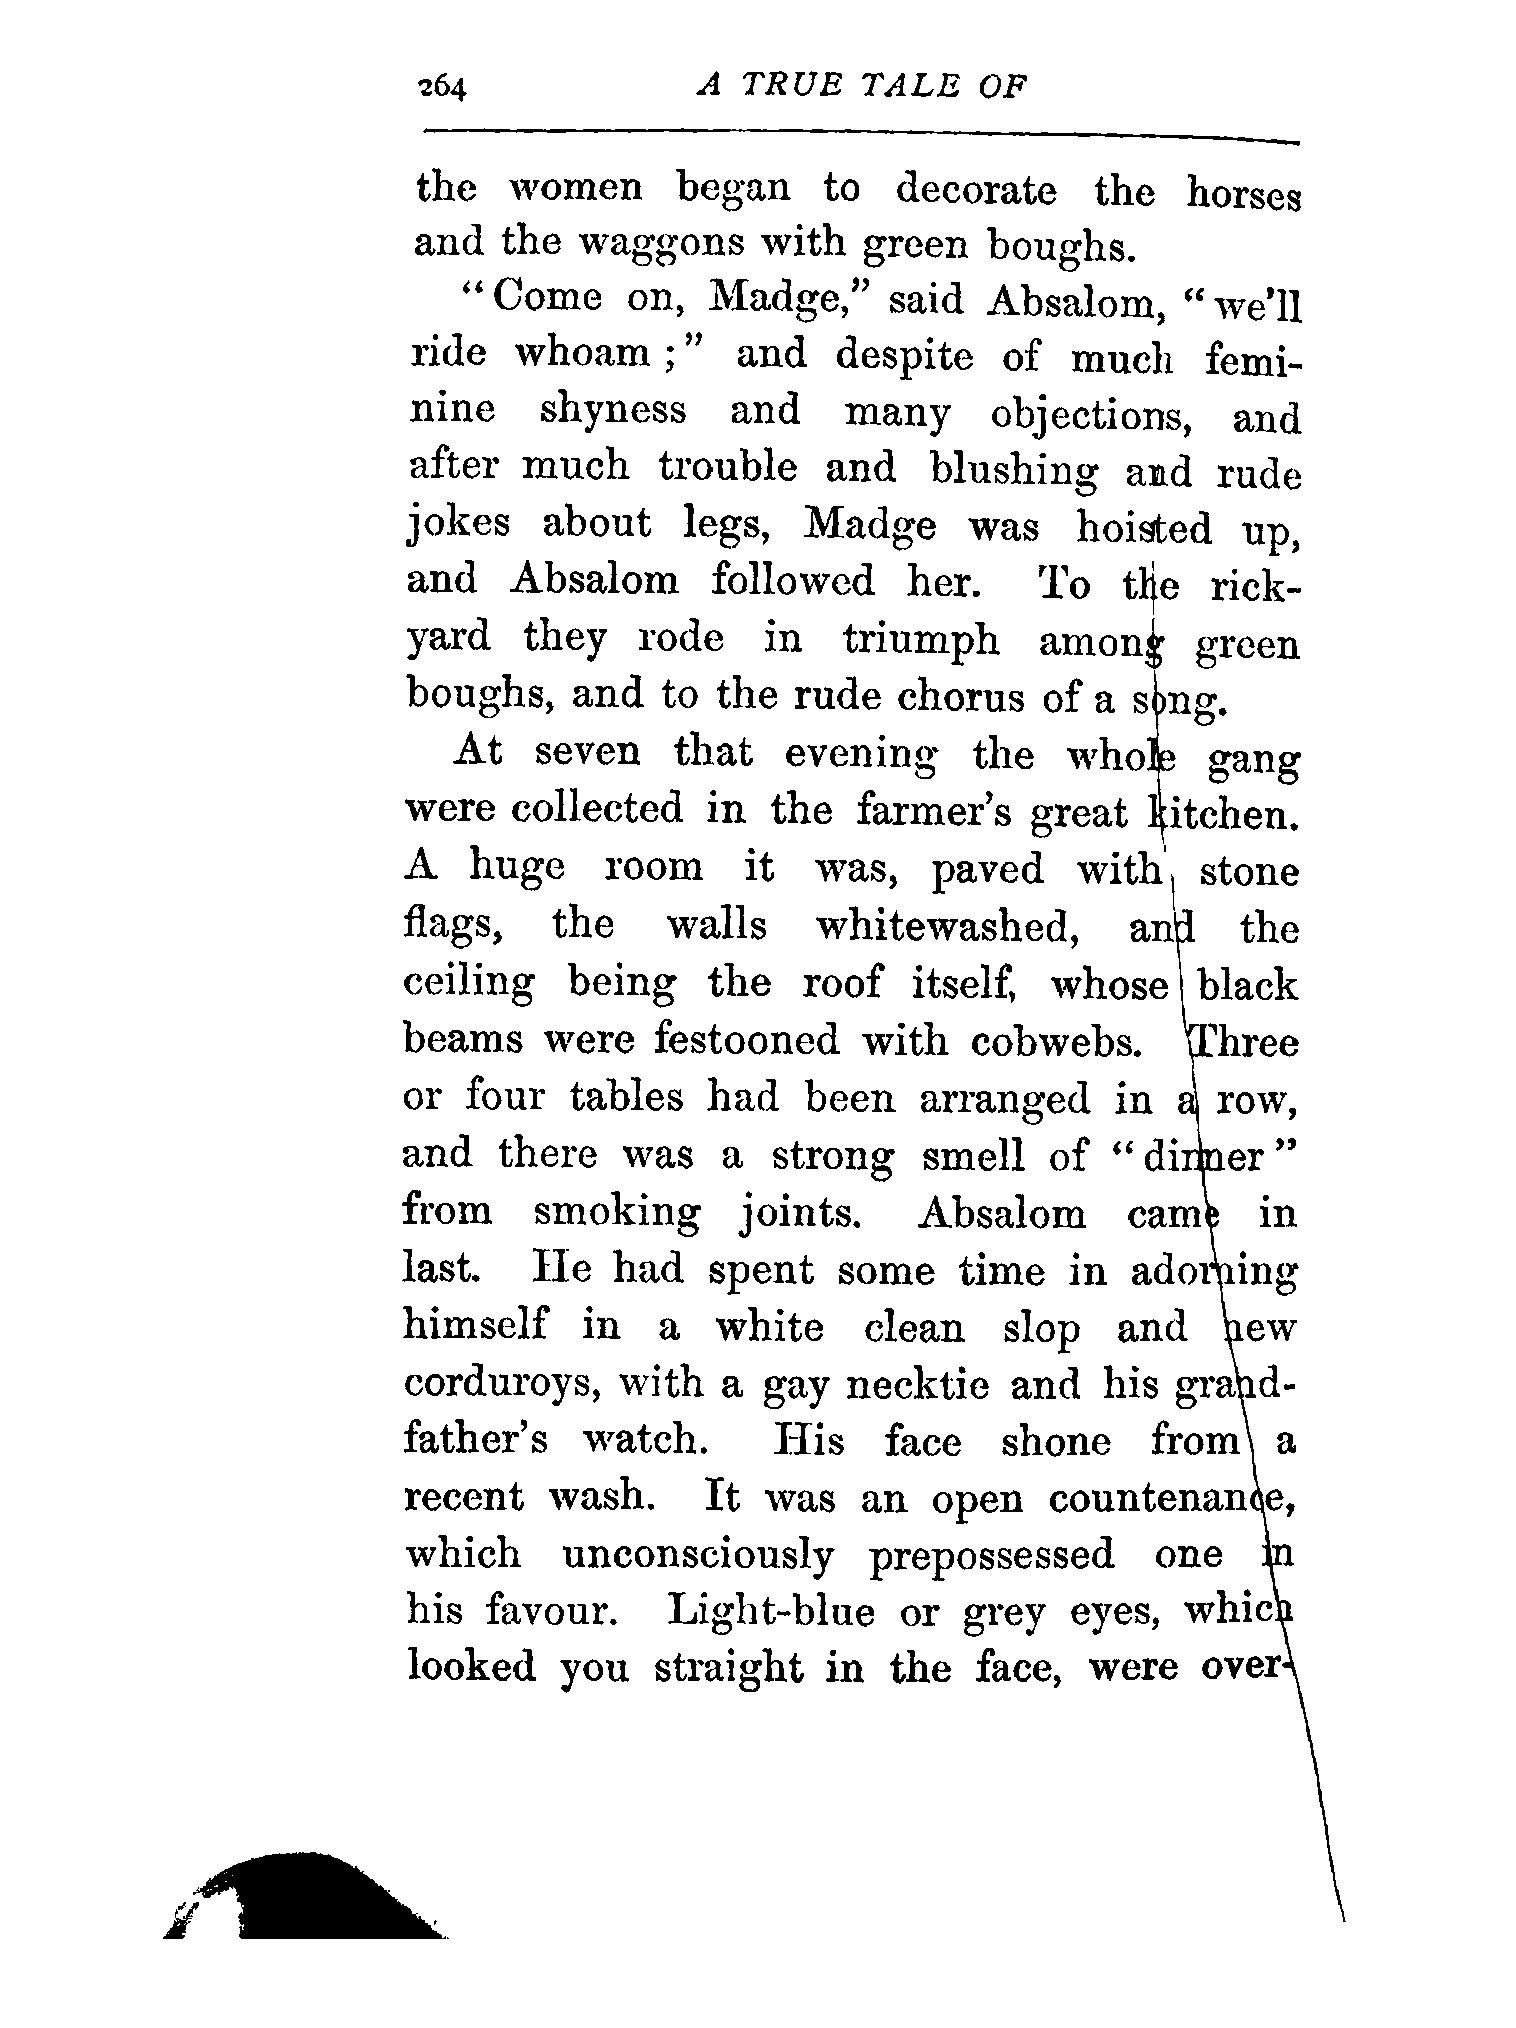 264 A TRUE TALE OF
the women began to decorate the horses
and the waggons with green boughs.
“Come on, Madge,” said Absalom, “we’ll
ride whoam ;” and despite of much femi-
nine shyness and many objections, and
after much trouble and blushing and rude
jokes about legs, Madge was hoisted up,
and Absalom followed her. To the rick-
yard they rode in triumph among green
boughs, and to the rude chorus of a song.
At seven that evening the whole gang
were collected in the farmer’s great kitchen.
A huge room it was, paved with stone
flags, the walls whitewashed, and the
ceiling being the roof itself, whose black
beams were festooned with cobwebs. Three
or four tables had been arranged in a row,
and there was a strong smell of “dinner”
from smoking joints. Absalom came in
last. He had spent some time in adorning
himself in a white clean slop and new
corduroys, with a gay necktie and his grand-
father’s watch. His face shone from a
recent wash. It was an open countenance,
which unconsciously prepossessed one in
his favour. Light-blue or grey eyes, which
looked you straight in the face, were over-